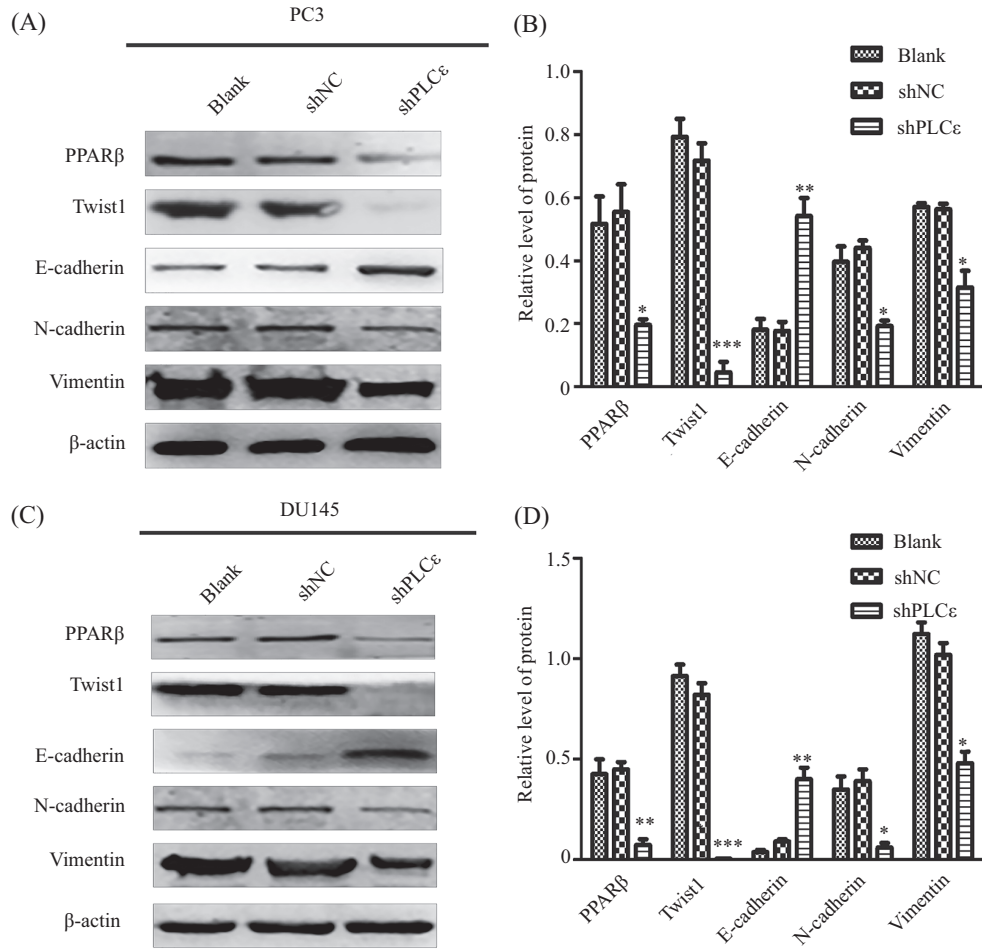 (A)
PC3
Blank
shNC
shPLCε
PPARβ
Twist1
E-cadherin
N-cadherin
Vimentin
β-actin
(B)
Blank
shNC
shPLCε
Relative level of protein
1.0
0.8
0.6
0.4
0.2
0
*
***
**
*
*
PPARβ
Twist1
E-cadherin
N-cadherin
Vimentin
(C)
DU145
Blank
shNC
shPLCε
PPARβ
Twist1
E-cadherin
N-cadherin
Vimentin
β-actin
(D)
Blank
shNC
shPLCε
Relative level of protein
1.5
1.0
0.5
0
**
***
**
*
*
PPARβ
Twist1
E-cadherin
N-cadherin
Vimentin